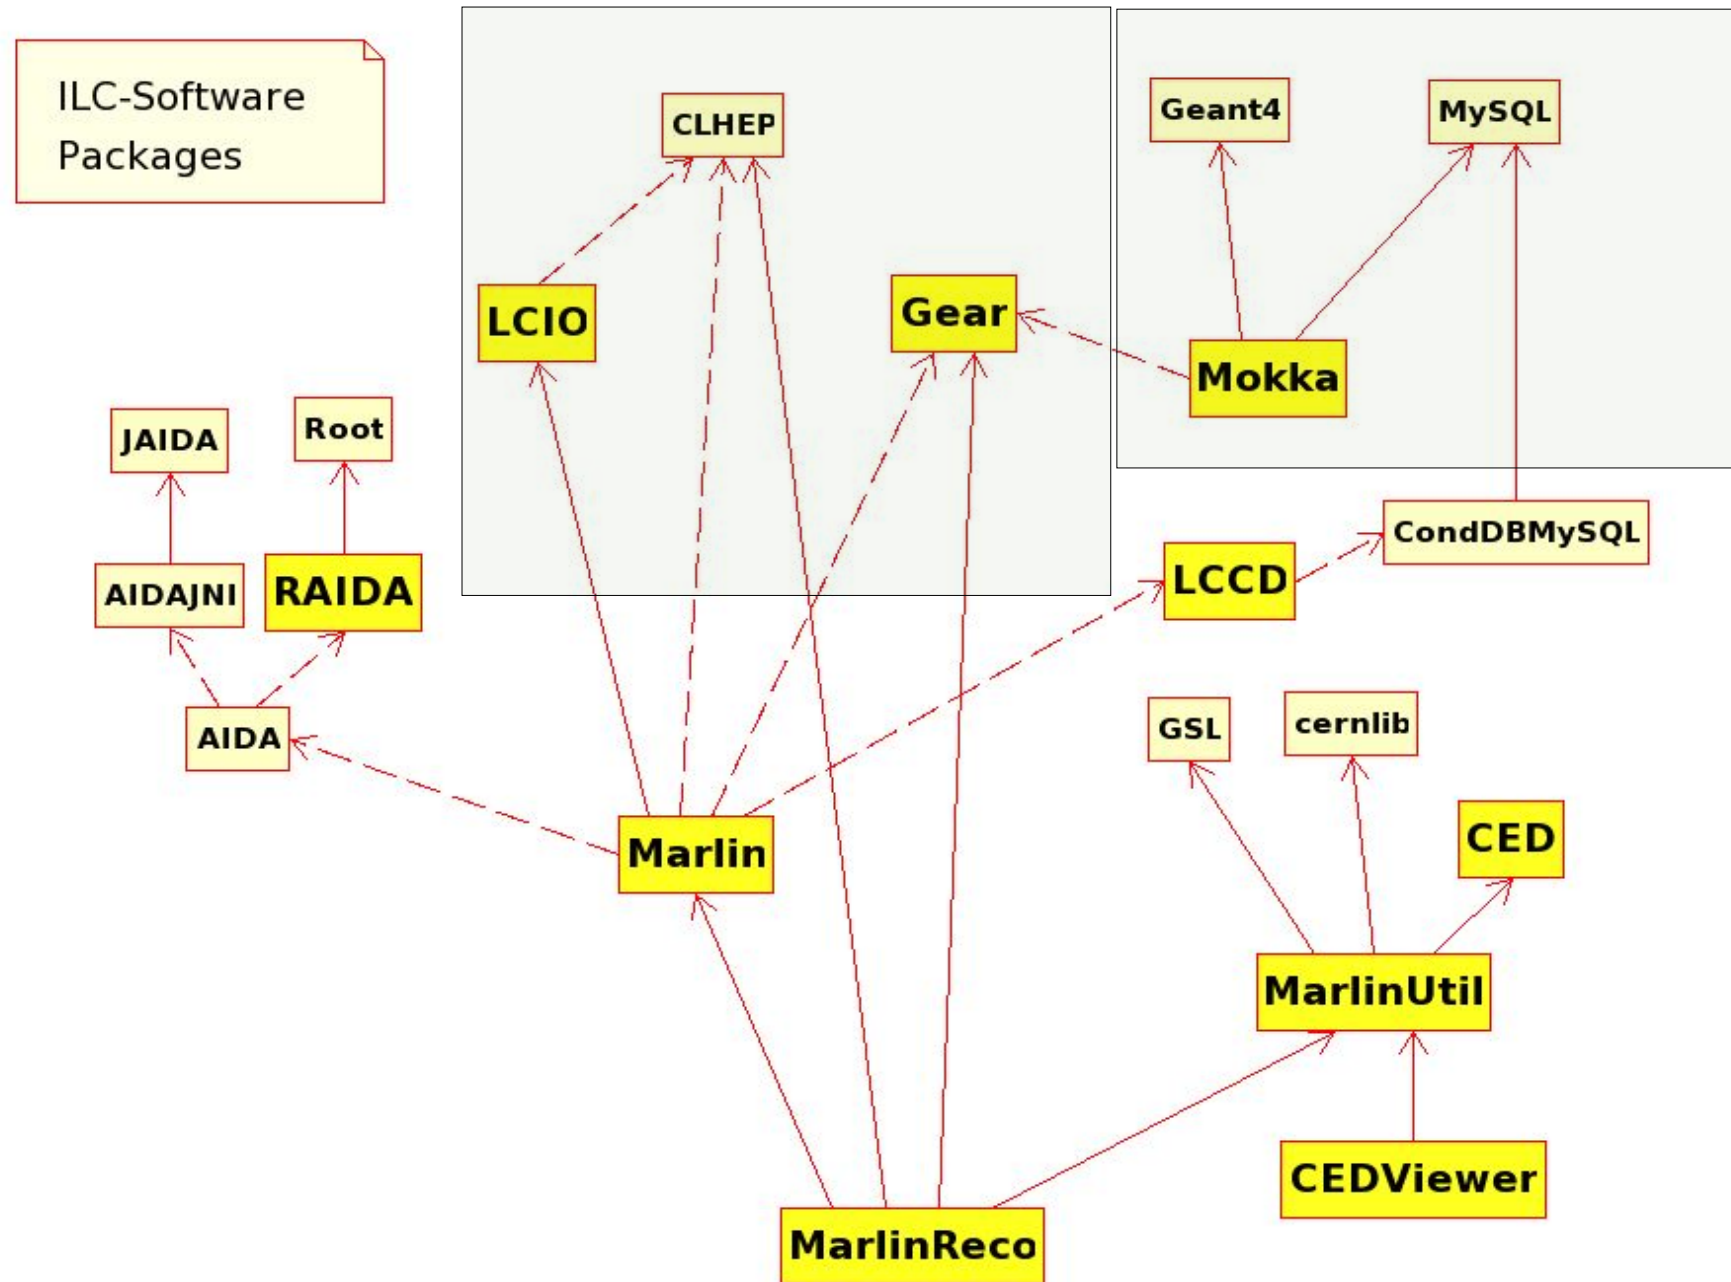 ILC-Software
Packages
CLHEP
Geant4
MySQL
LCIO
Gear
Mokka
JAIDA
Root
CondDBMySQL
AIDAJNI
RAIDA
LCCD
AIDA
GSL
cernlib
Marlin
CED
MarlinUtil
CEDViewer
MarlinReco